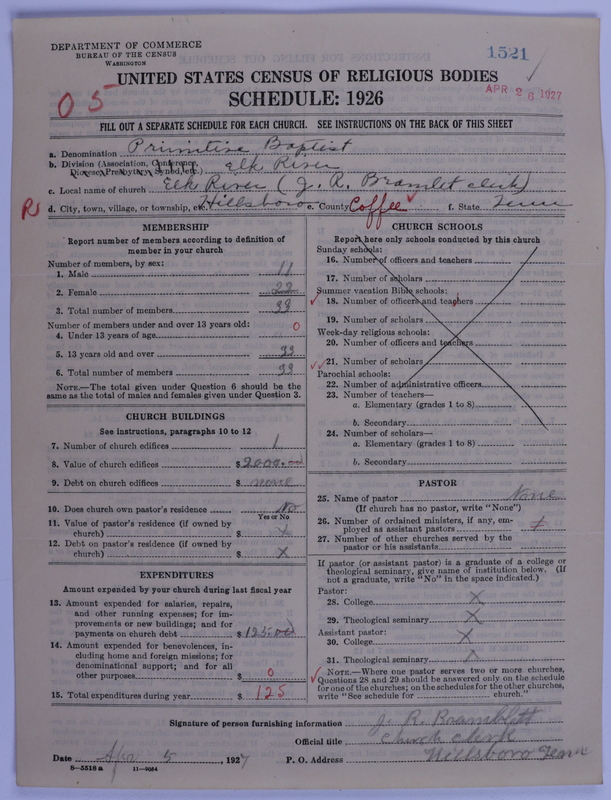 DEPARTMENT OF COMMERCE
BUREAU OF THE CENSUS
WASHINGTON
1521
APR 26 1927
05
UNITED STATES CENSUS OF RELIGIOUS BODIES
SCHEDULE: 1926
FILL OUT A SEPARATE SCHEDULE FOR EACH CHURCH. SEE INSTRUCTIONS ON THE BACK OF THIS SHEET
a. Denomination Primitive Baptist
b. Division (Association, Conference, Diocese, Presbytery, Synod, etc.) Elk River
c. Local name of church Elk River (J. R. Bramlet clerk)
d. City, town, village, or township, etc. Hillsboro e. County Coffee f. State Tenn
MEMBERSHIP
Report number of members according to definition of
member in your church
Number of members, by sex:
1. Male 11
2. Female 22
3. Total number of members 33
Number of members under and over 13 years old:
4. Under 13 years of age 0
5. 13 years old and over 33
6. Total number of members 33
NOTE.—The total given under Question 6 should be the
same as the total of males and females given under Question 3.
CHURCH BUILDINGS
See instructions, paragraphs 10 to 12
7. Number of church edifices 1
8. Value of church edifices $ 2000.00
9. Debt on church edifices $ none
10. Does church own pastor's residence No
Yes or No
11. Value of pastor's residence (if owned by
church) $ X
12. Debt on pastor's residence (if owned by
church) $ X
EXPENDITURES
Amount expended by your church during last fiscal year
13. Amount expended for salaries, repairs,
and other running expenses; for im-
provements or new buildings; and for
payments on church debt $ 125.00
14. Amount expended for benevolences, in-
cluding home and foreign missions; for
denominational support; and for all
other purposes $ 0
15. Total expenditures during year $ 125
CHURCH SCHOOLS
Report here only schools conducted by this church
Sunday schools:
16. Number of officers and teachers
17. Number of scholars
Summer vacation Bible schools:
18. Number of officers and teachers
19. Number of scholars
Week-day religious schools:
20. Number of officers and teachers
21. Number of scholars
Parochial schools:
22. Number of administrative officers
23. Number of teachers—
a. Elementary (grades 1 to 8)
b. Secondary
24. Number of scholars—
a. Elementary (grades 1 to 8)
b. Secondary
PASTOR
25. Name of pastor None
(If church has no pastor, write "None")
26. Number of ordained ministers, if any, em-
ployed as assistant pastors
27. Number of other churches served by the
pastor or his assistants
If pastor (or assistant pastor) is a graduate of a college or
theological seminary, give name of institution below. (If
not a graduate, write "No" in the space indicated.)
Pastor:
28. College X
29. Theological seminary X
Assistant pastor:
30. College X
31. Theological seminary X
NOTE.—Where one pastor serves two or more churches,
Questions 28 and 29 should be answered only on the schedule
for one of the churches; on the schedules for the other churches,
write "See schedule for church."
Signature of person furnishing information J. R. Bramblett
Official title Church Clerk
Date Apr 5, 1927 P. O. Address Hillsboro Tenn
8—5518a 11—9084